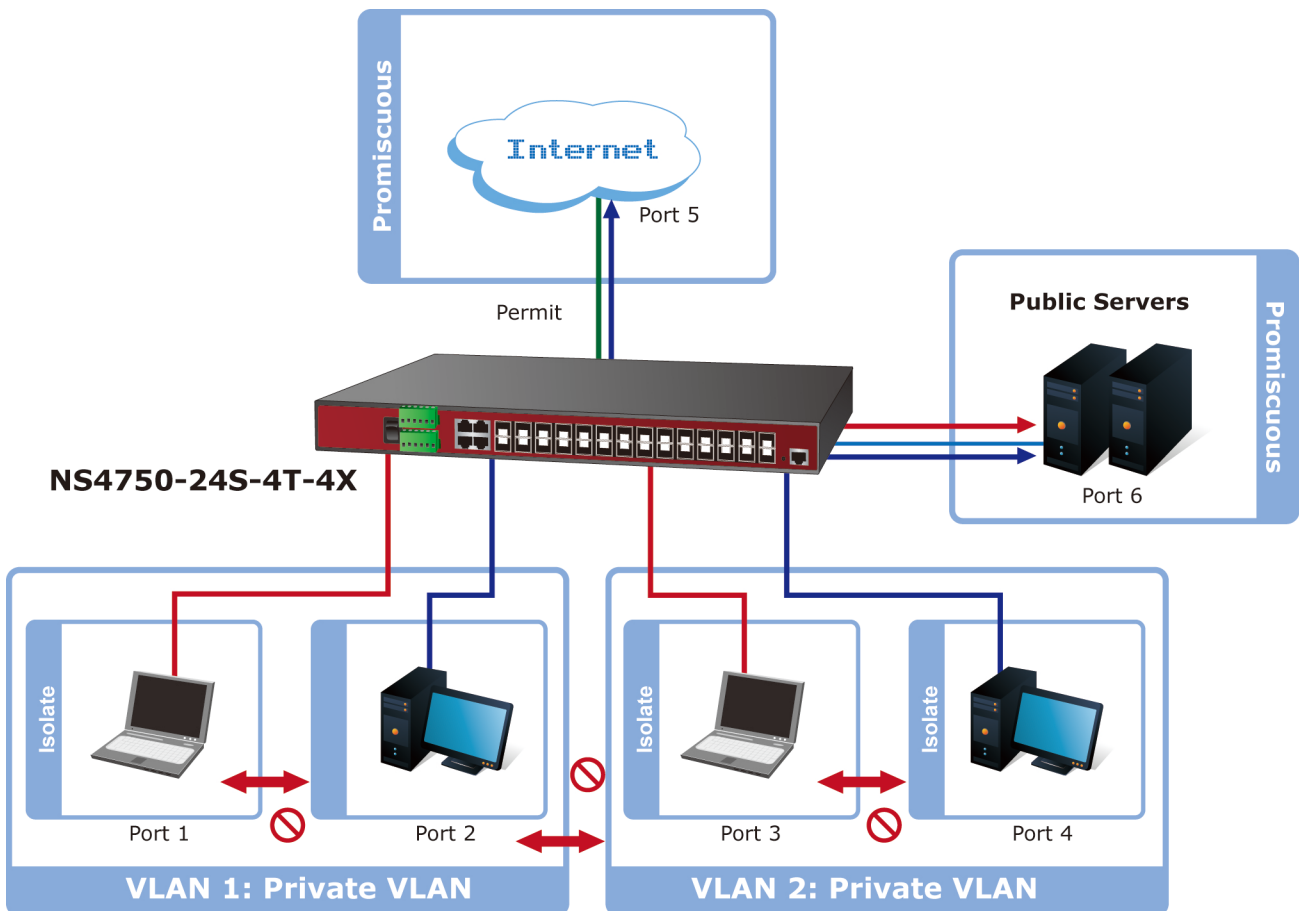 Promiscuous
Internet
Port 5
Permit
Public Servers
Promiscuous
Port 6
NS4750-24S-4T-4X
Isolate
Isolate
Isolate
Isolate
Port 1
Port 2
Port 3
Port 4
VLAN 1: Private VLAN
VLAN 2: Private VLAN